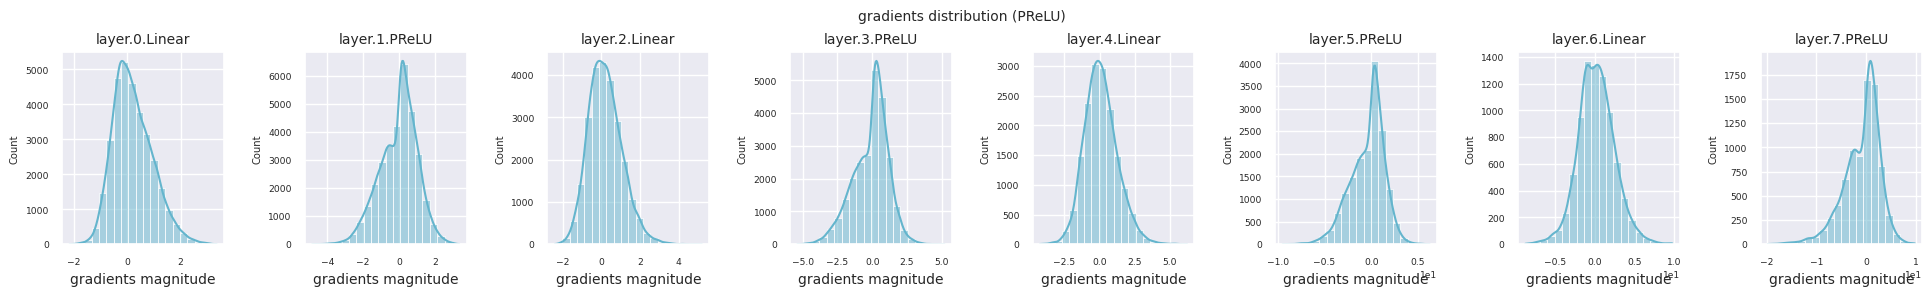 gradients distribution (PReLU)
layer.0.Linear
5000
4000
3000
2000
1000
0
Count
−2 0 2
gradients magnitude
layer.1.PReLU
6000
5000
4000
3000
2000
1000
0
Count
−4 −2 0 2
gradients magnitude
layer.2.Linear
4000
3000
2000
1000
0
Count
−2 0 2 4
gradients magnitude
layer.3.PReLU
5000
4000
3000
2000
1000
0
Count
−5.0 −2.5 0.0 2.5 5.0
gradients magnitude
layer.4.Linear
3000
2500
2000
1500
1000
500
0
Count
−2.5 0.0 2.5 5.0
gradients magnitude
layer.5.PReLU
4000
3500
3000
2500
2000
1500
1000
500
0
Count
−1.0 −0.5 0.0 0.5
1e1
gradients magnitude
layer.6.Linear
1400
1200
1000
800
600
400
200
0
Count
−0.5 0.0 0.5 1.0
1e1
gradients magnitude
layer.7.PReLU
1750
1500
1250
1000
750
500
250
0
Count
−2 −1 0 1
1e1
gradients magnitude